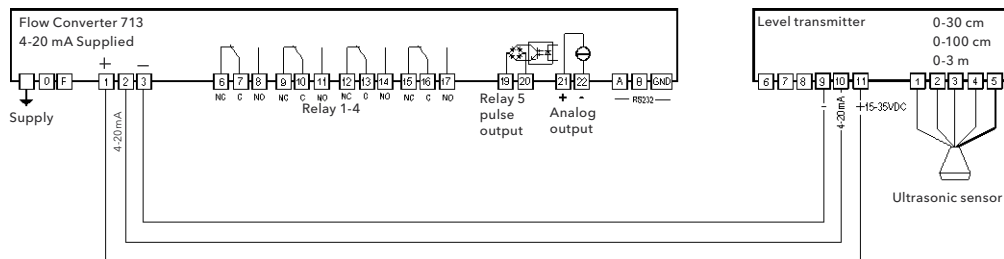 Flow Converter 713
4-20 mA Supplied
+ −
0 F 1 2 3 6 7 8 9 10 11 12 13 14 15 16 17 19 20 21 22 A B GND
NC C NO NC C NO NC C NO NC C NO
Supply
4-20mA
Relay 1-4
Relay 5
pulse
output
+ -
Analog
output
RS232
Level transmitter
0-30 cm
0-100 cm
0-3 m
6 7 8 9 10 11 1 2 3 4 5
−
4-20mA
+15-35VDC
Ultrasonic sensor